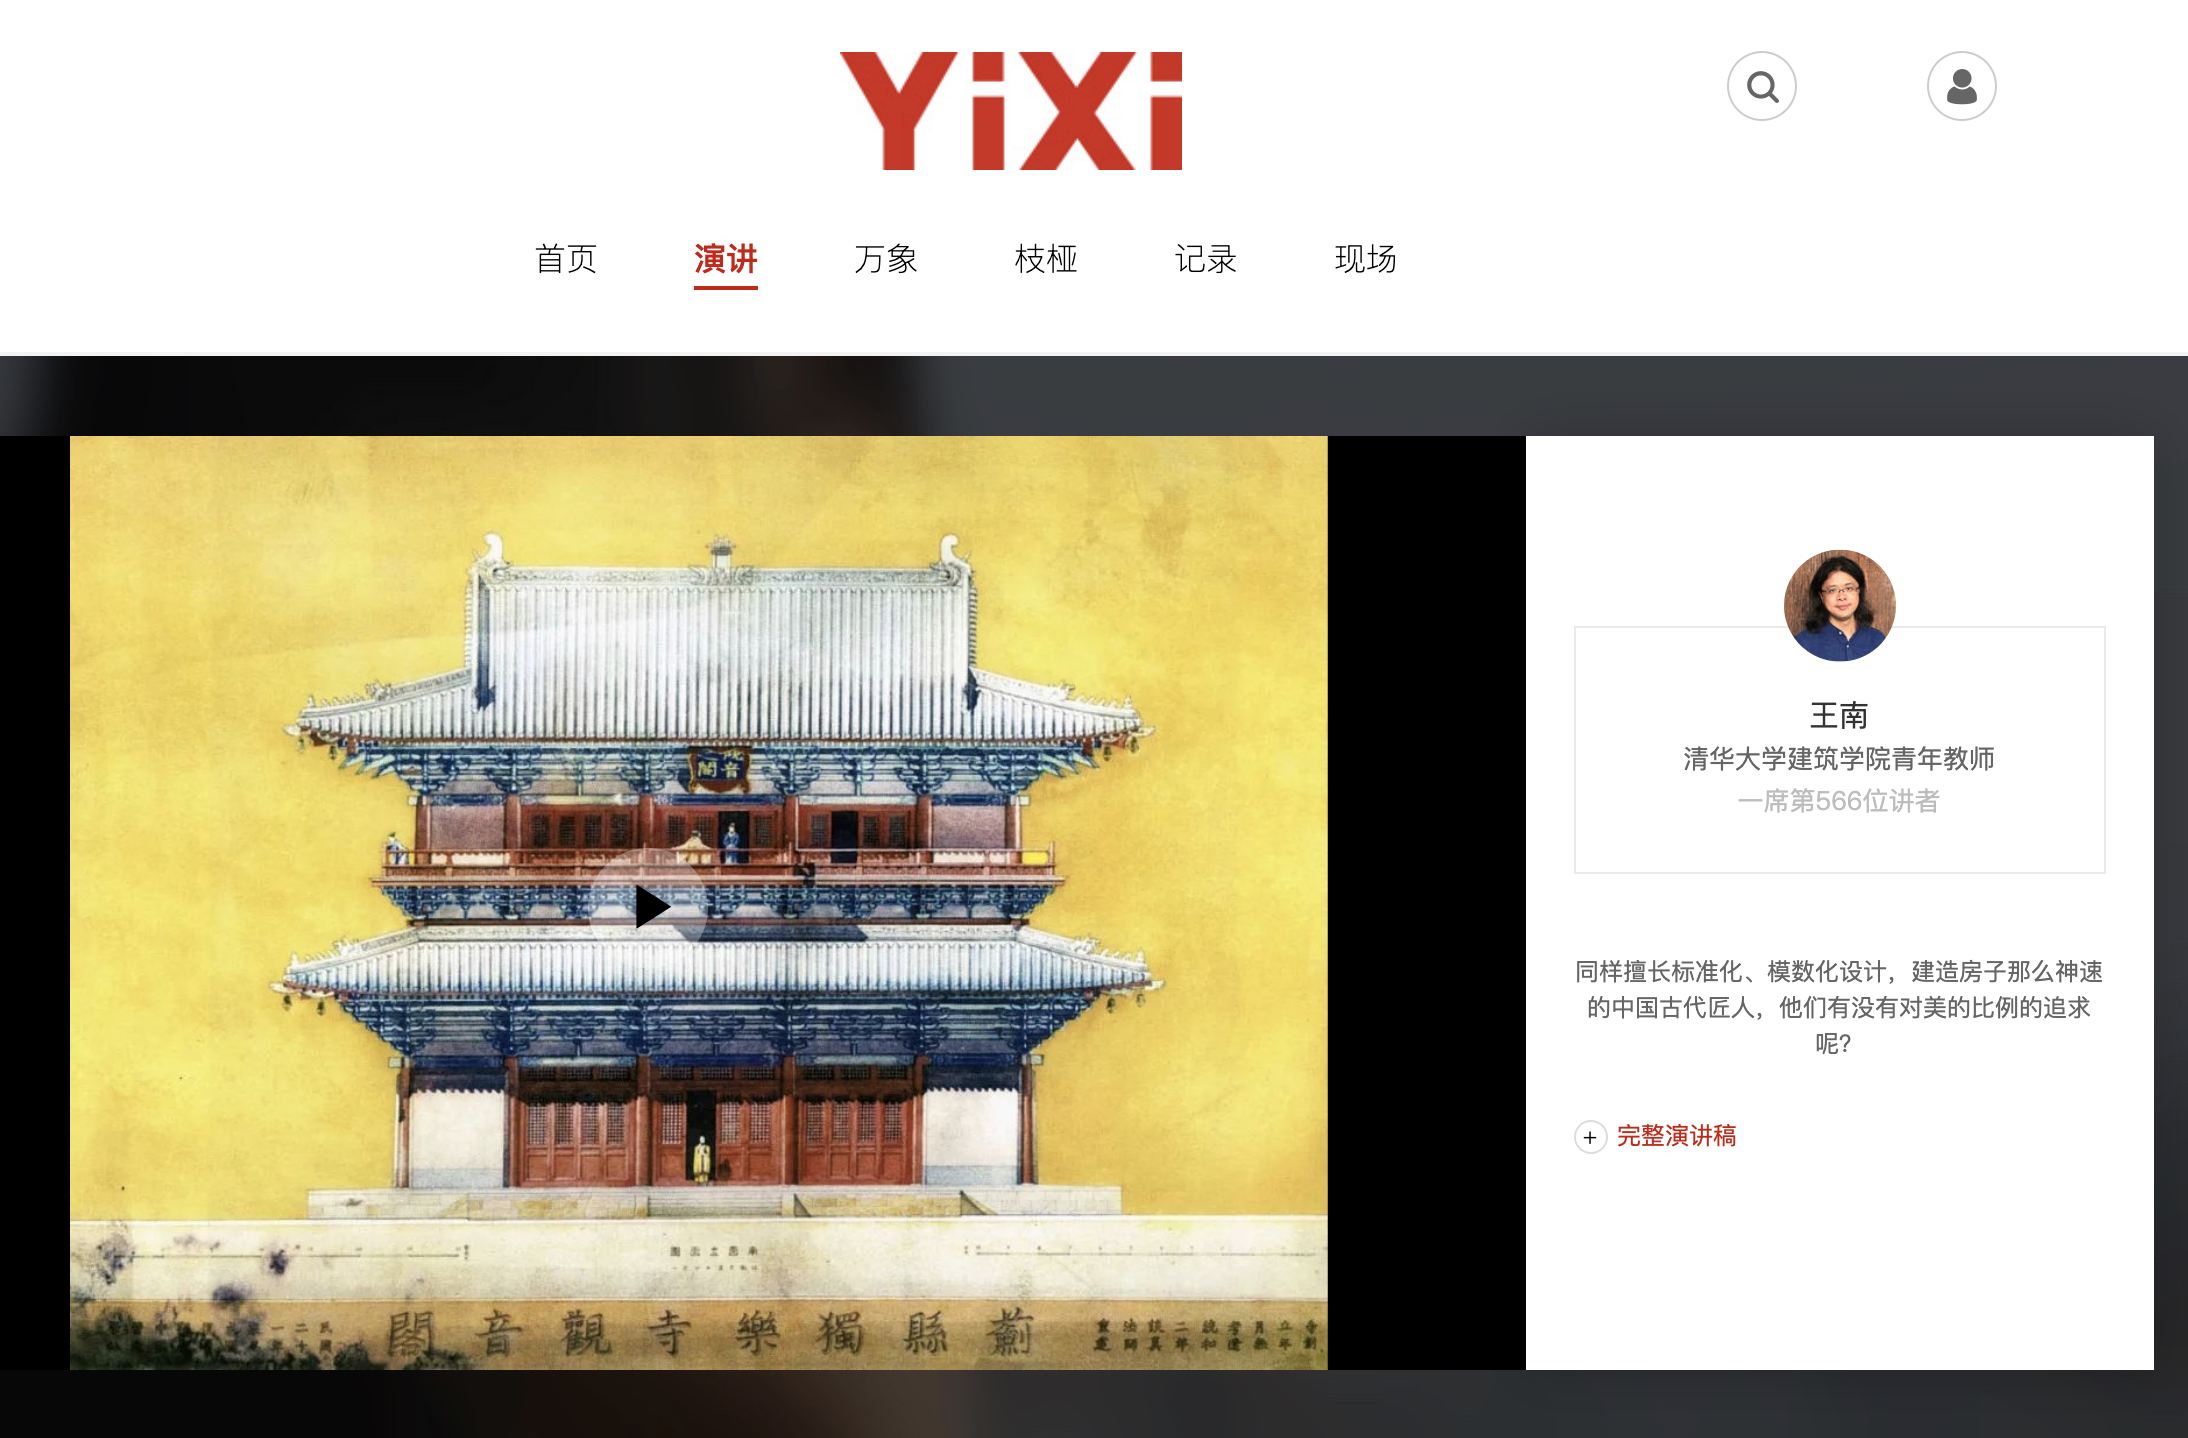 YiXi
首页 演讲 万象 枝桠 记录 现场
王南
清华大学建筑学院青年教师
一席第566位讲者
同样擅长标准化、模数化设计，建造房子那么神速
的中国古代匠人，他们有没有对美的比例的追求
呢？
完整演讲稿
閣音觀寺樂獨縣薊